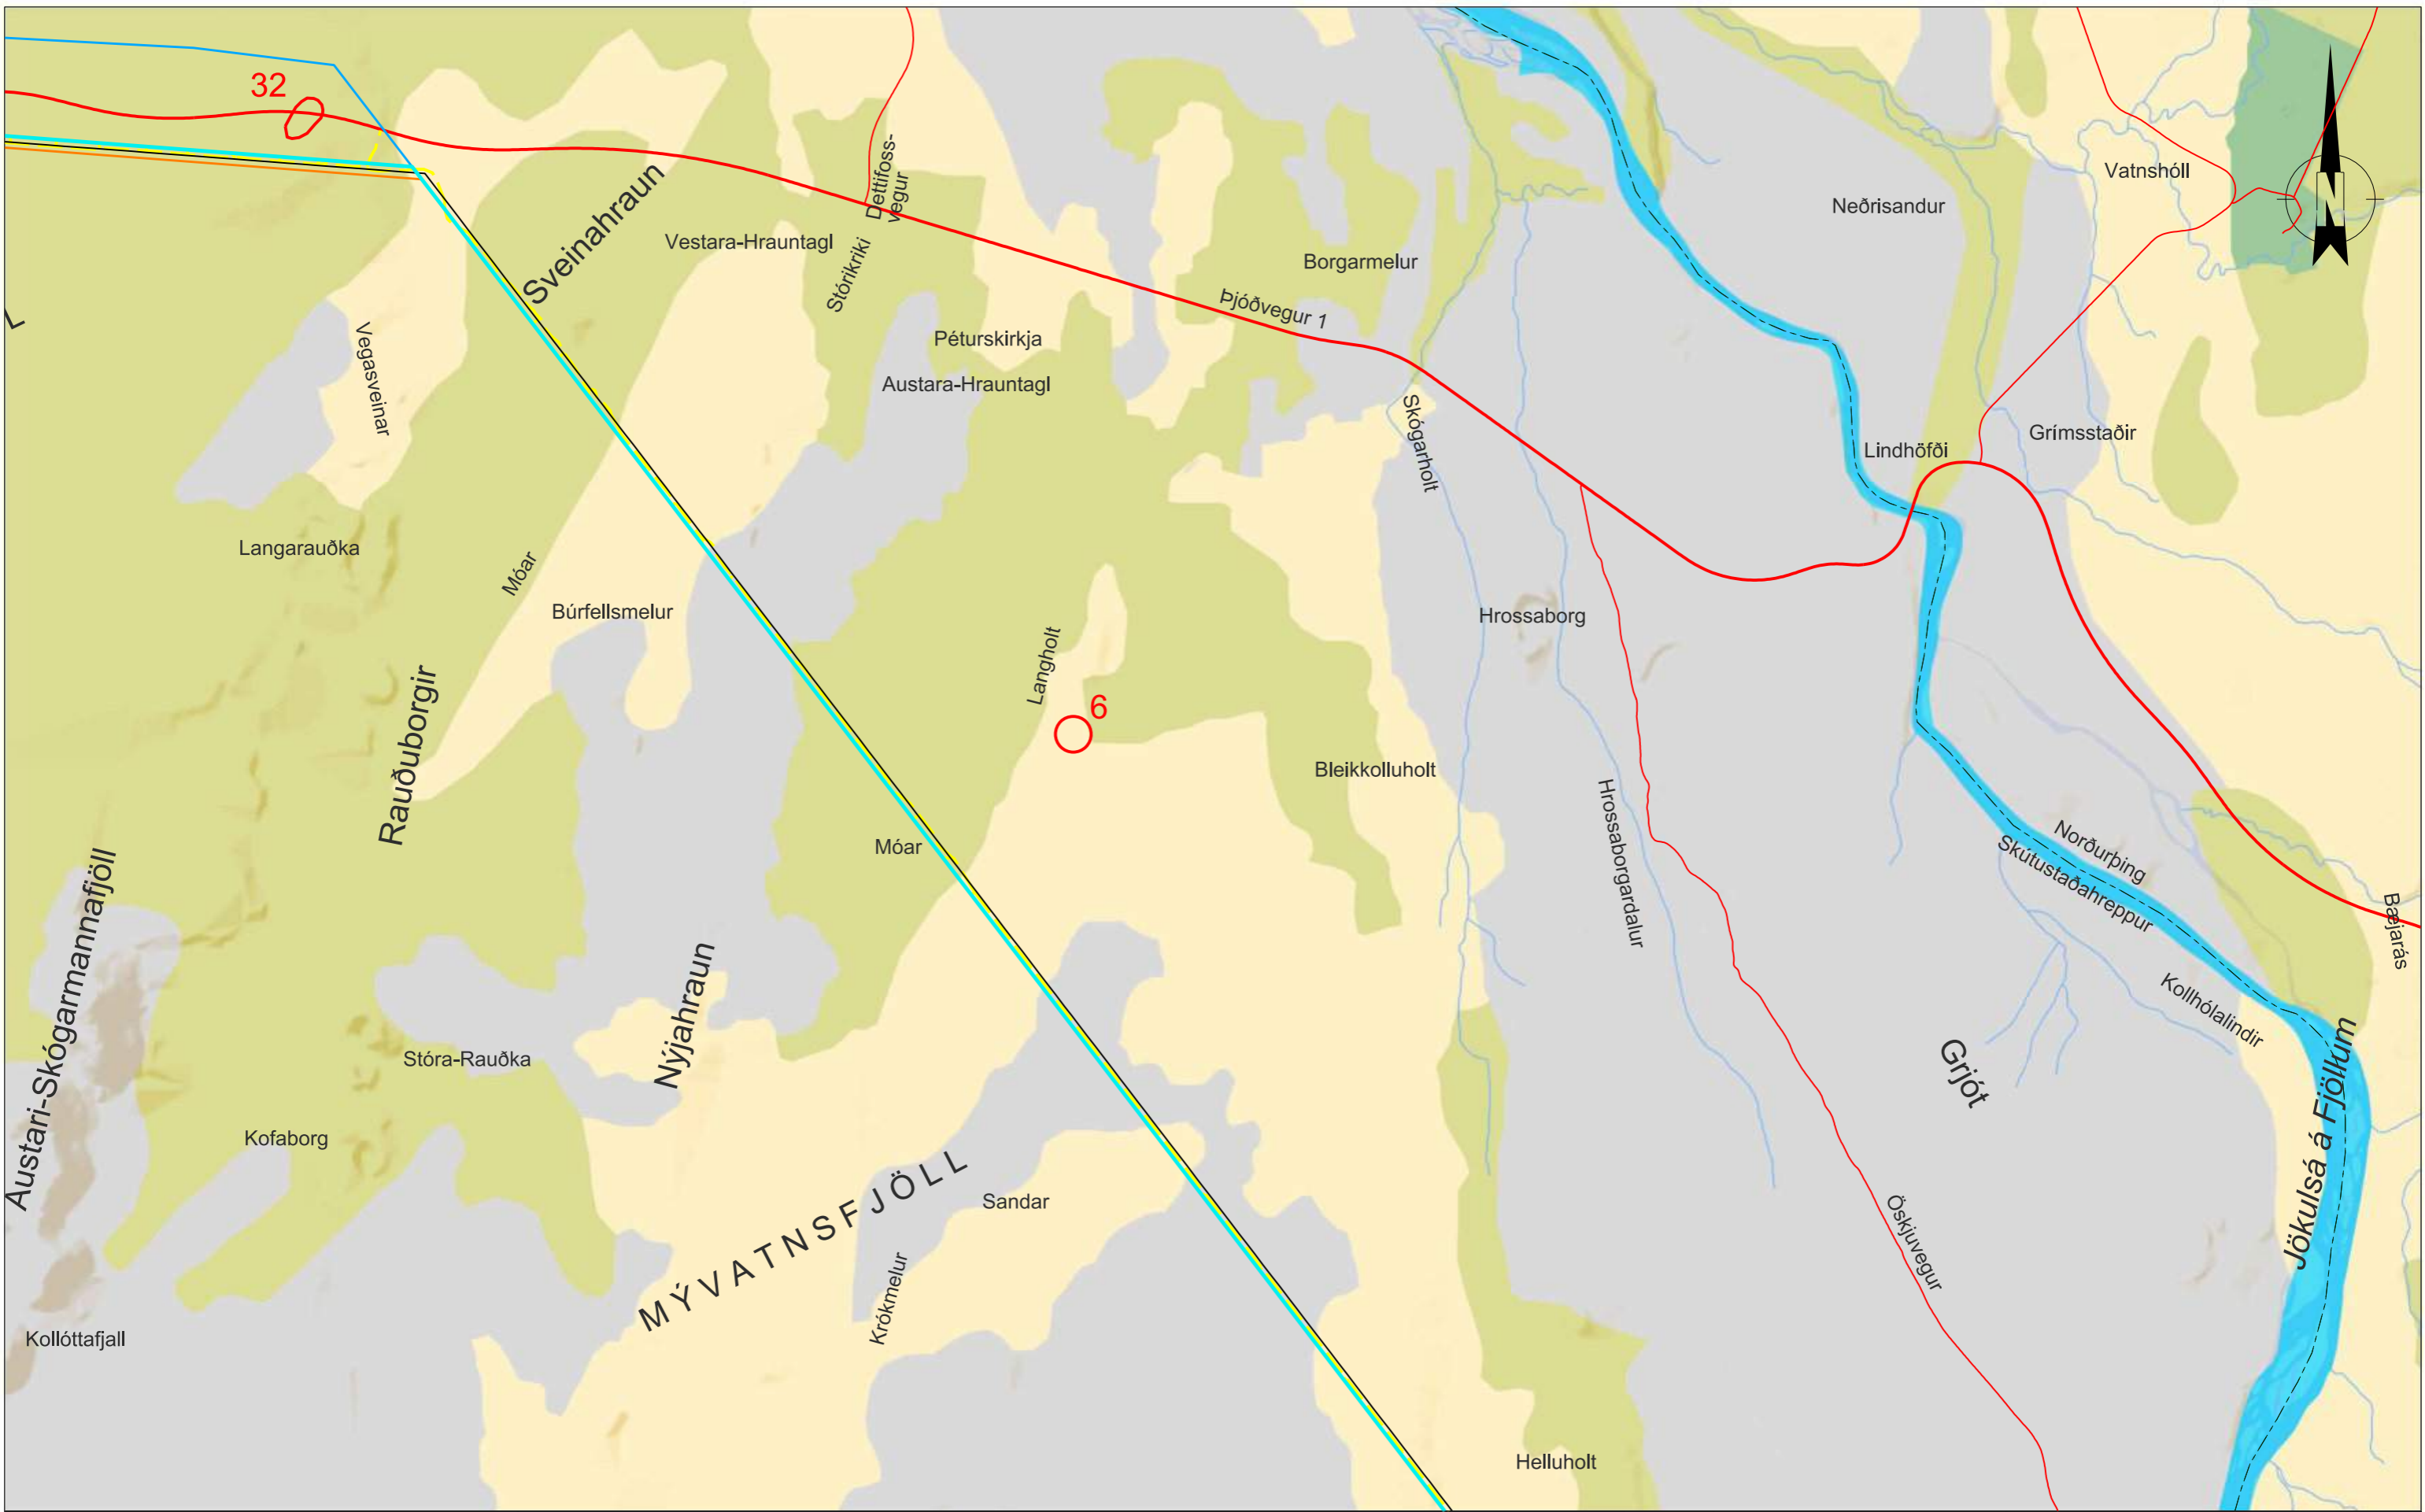 32
Sveinahraun
Dettifoss-
vegur
Vestara-Hrauntagl
Stórikriki
Vatnshóll
Neðrisandur
Borgarmelur
Þjóðvegur 1
L
Vegasveinar
Péturskirkja
Austara-Hrauntagl
Skógarholt
Lindhöfði
Grímsstaðir
Langarauðka
Móar
Búrfellsmelur
Hrossaborg
Langholt
6
Rauðuborgir
Bleikkolluholt
Hrossaborgardalur
Móar
Norðurþing
Skútustaðahreppur
Bæjarás
Austari-Skógarmannafjöll
Nýjahraun
Kollhólalindir
Stóra-Rauðka
Grjót
Jökulsá á Fjöllum
Kofaborg
MÝVATNSFJÖLL
Sandar
Öskjuvegur
Krókmelur
Kollóttafjall
Helluholt